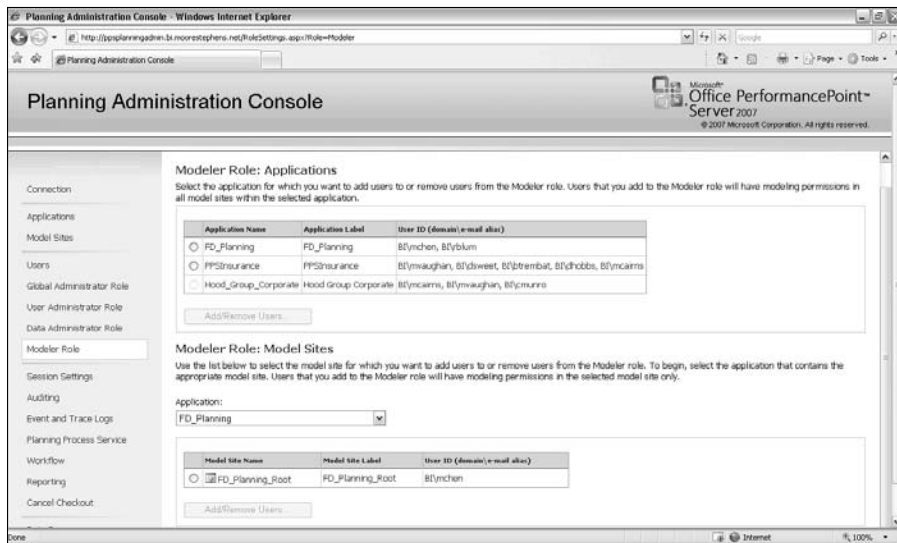 Planning Administration Console - Windows Internet Explorer
http://ppsplanningadmin.bi.moorestephens.net/RoleSettings.aspx?Role=Modeler
Google
Planning Administration Console
Page
Tools
Planning Administration Console
Microsoft®
Office PerformancePoint™
Server 2007
© 2007 Microsoft Corporation. All rights reserved.
Connection
Applications
Model Sites
Users
Global Administrator Role
User Administrator Role
Data Administrator Role
Modeler Role
Session Settings
Auditing
Event and Trace Logs
Planning Process Service
Workflow
Reporting
Cancel Checkout
Modeler Role: Applications
Select the application for which you want to add users to or remove users from the Modeler role. Users that you add to the Modeler role will have modeling permissions in
all model sites within the selected application.
Application Name Application Label User ID (domain\e-mail alias)
FD_Planning FD_Planning BI\mchen, BI\rblum
PPSInsurance PPSInsurance BI\mvaughan, BI\dsweet, BI\btrembat, BI\dhobbs, BI\mcairns
Hood_Group_Corporate Hood Group Corporate BI\mcairns, BI\mvaughan, BI\cmunro
Add/Remove Users...
Modeler Role: Model Sites
Use the list below to select the model site for which you want to add users to or remove users from the Modeler role. To begin, select the application that contains the
appropriate model site. Users that you add to the Modeler role will have modeling permissions in the selected model site only.
Application:
FD_Planning
Model Site Name Model Site Label User ID (domain\e-mail alias)
FD_Planning_Root FD_Planning_Root BI\mchen
Add/Remove Users...
Done
Internet
100%